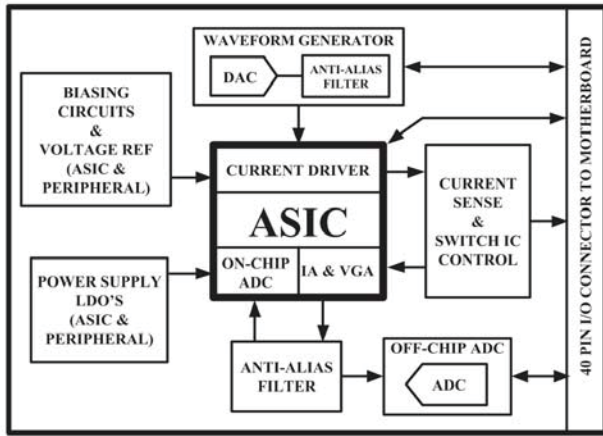 WAVEFORM GENERATOR
DAC
ANTI-ALIAS
FILTER
BIASING
CIRCUITS
&
VOLTAGE REF
(ASIC &
PERIPHERAL)
CURRENT DRIVER
ASIC
ON-CHIP
ADC
IA & VGA
CURRENT
SENSE
&
SWITCH IC
CONTROL
POWER SUPPLY
LDO'S
(ASIC &
PERIPHERAL)
ANTI-ALIAS
FILTER
OFF-CHIP ADC
ADC
40 PIN I/O CONNECTOR TO MOTHERBOARD